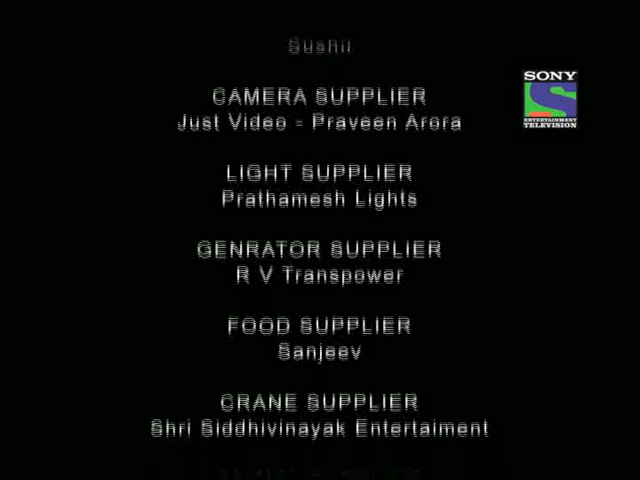 Sushil
CAMERA SUPPLIER
Just Video - Praveen Arora
LIGHT SUPPLIER
Prathamesh Lights
GENRATOR SUPPLIER
R V Transpower
FOOD SUPPLIER
Sanjeev
CRANE SUPPLIER
Shri Siddhivinayak Entertaiment
SONY
ENTERTAINMENT
TELEVISION